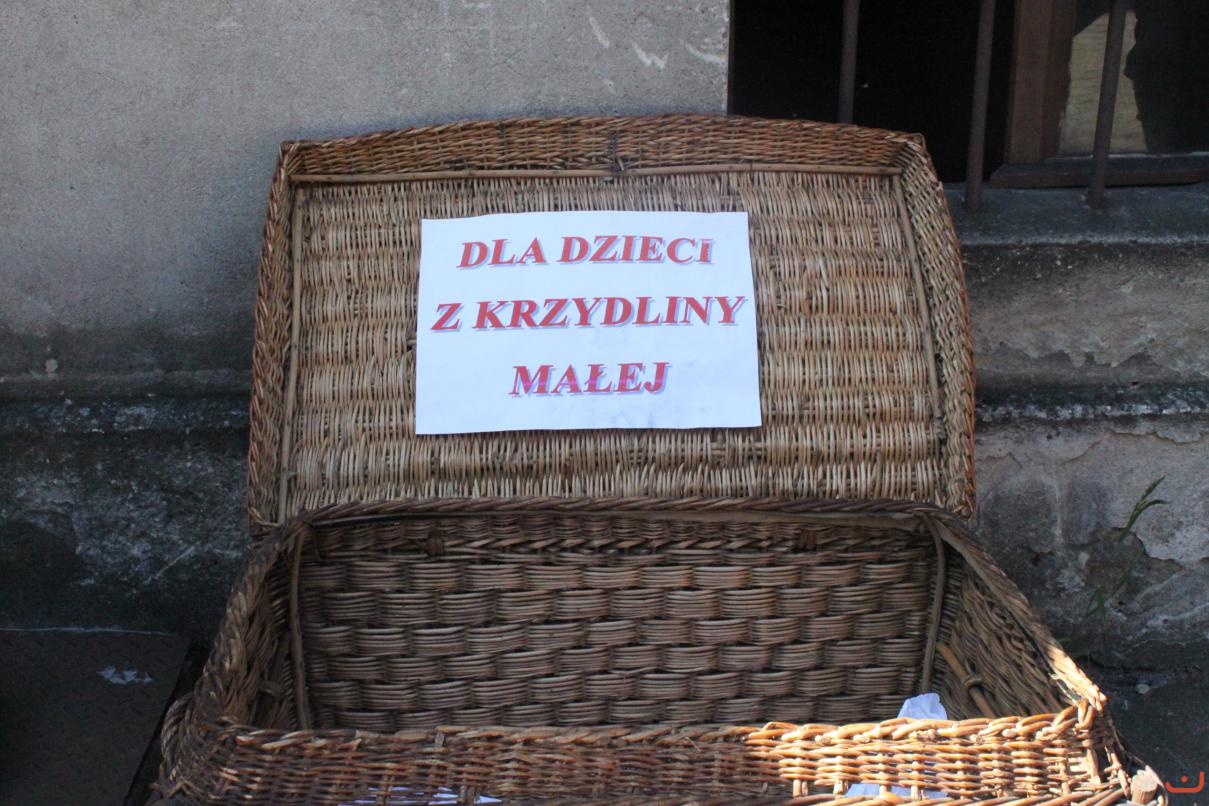 DLA DZIECI
Z KRZYDLINY
MAŁEJ